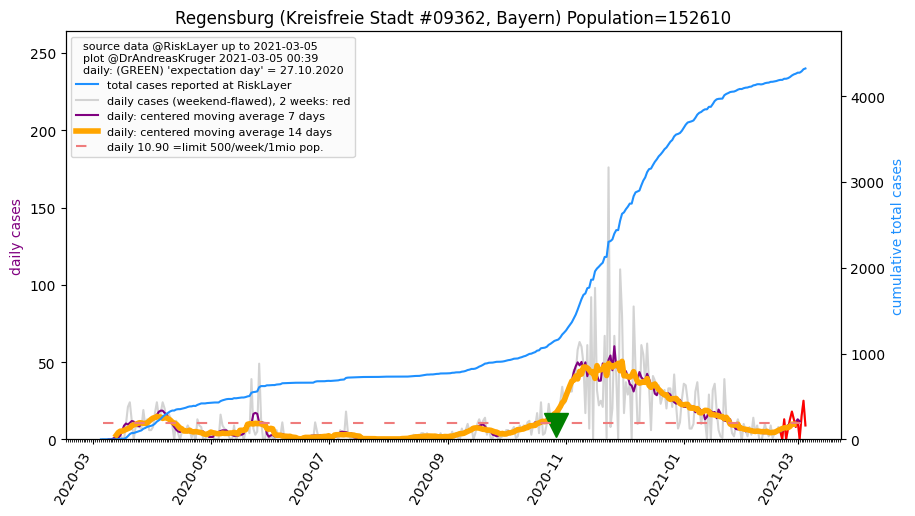 Regensburg (Kreisfreie Stadt #09362, Bayern) Population=152610
source data @RiskLayer up to 2021-03-05
plot @DrAndreasKruger 2021-03-05 00:39
daily: (GREEN) 'expectation day' = 27.10.2020
total cases reported at RiskLayer
daily cases (weekend-flawed), 2 weeks: red
daily: centered moving average 7 days
daily: centered moving average 14 days
daily 10.90 =limit 500/week/1mio pop.
daily cases
250
200
150
100
50
0
cumulative total cases
4000
3000
2000
1000
0
2020-03
2020-05
2020-07
2020-09
2020-11
2021-01
2021-03